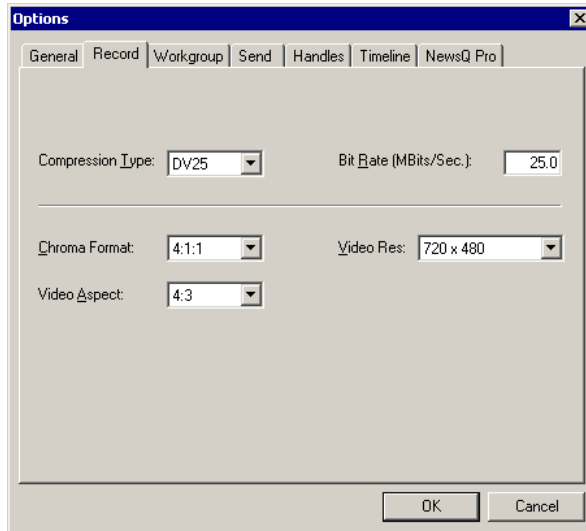 Options
General Record Workgroup Send Handles Timeline NewsQ Pro
Compression Type: DV25 Bit Rate (MBits/Sec.): 25.0
Chroma Format: 4:1:1 Video Res: 720 x 480
Video Aspect: 4:3
OK Cancel